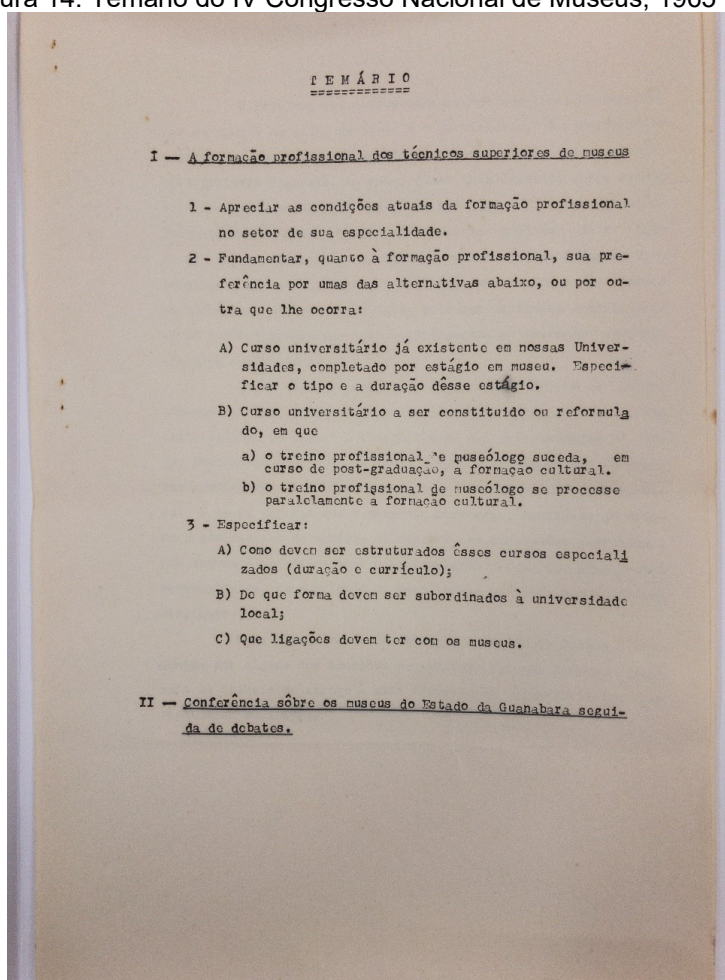 ura 14: Temário do IV Congresso Nacional de Museus, 1965
TEMÁRIO
I — A formação profissional dos técnicos superiores de museus
1 - Apreciar as condições atuais da formação profissional
no setor de sua especialidade.
2 - Fundamentar, quanto à formação profissional, sua pre-
ferência por umas das alternativas abaixo, ou por ou-
tra que lhe ocorra:
A) Curso universitário já existente em nossas Univer-
sidades, completado por estágio em museu. Especi-
ficar o tipo e a duração dêsse estágio.
B) Curso universitário a ser constituido ou reformula
do, em que
a) o treino profissional de museólogo suceda, em
curso de post-graduação, a formação cultural.
b) o treino profissional de museólogo se processe
paralelamente a formação cultural.
3 - Especificar:
A) Como devem ser estruturados êsses cursos especiali
zados (duração e currículo);
B) De que forma devem ser subordinados à universidade
local;
C) Que ligações devem ter com os museus.
II — Conferência sôbre os museus do Estado da Guanabara segui-
da de debates.